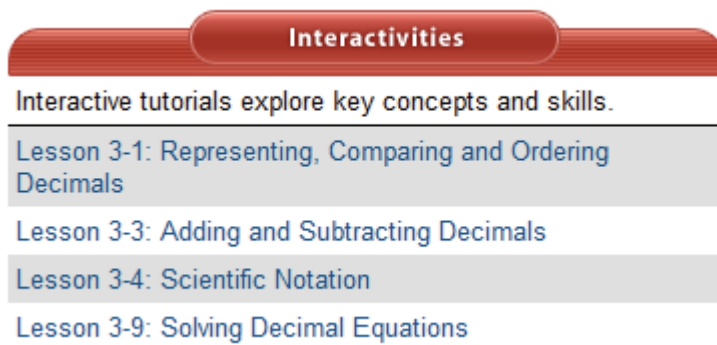 Interactivities
Interactive tutorials explore key concepts and skills.
Lesson 3-1: Representing, Comparing and Ordering
Decimals
Lesson 3-3: Adding and Subtracting Decimals
Lesson 3-4: Scientific Notation
Lesson 3-9: Solving Decimal Equations